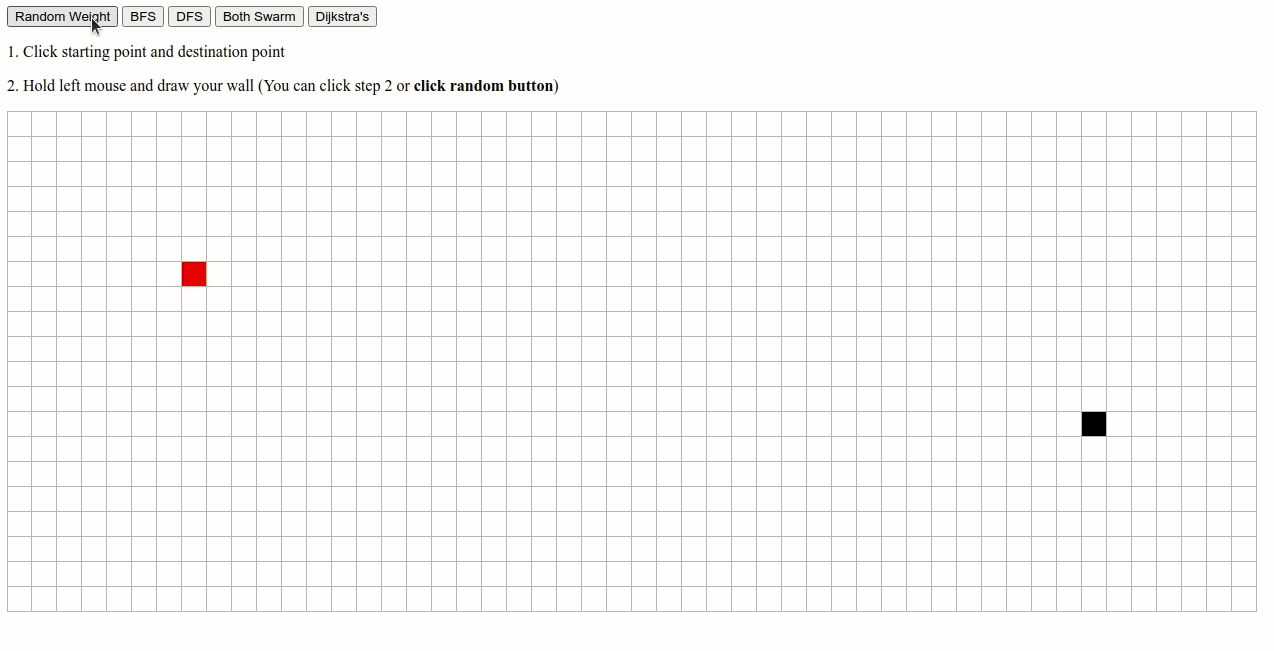 Random Weight BFS DFS Both Swarm Dijkstra's
1. Click starting point and destination point
2. Hold left mouse and draw your wall (You can click step 2 or click random button)